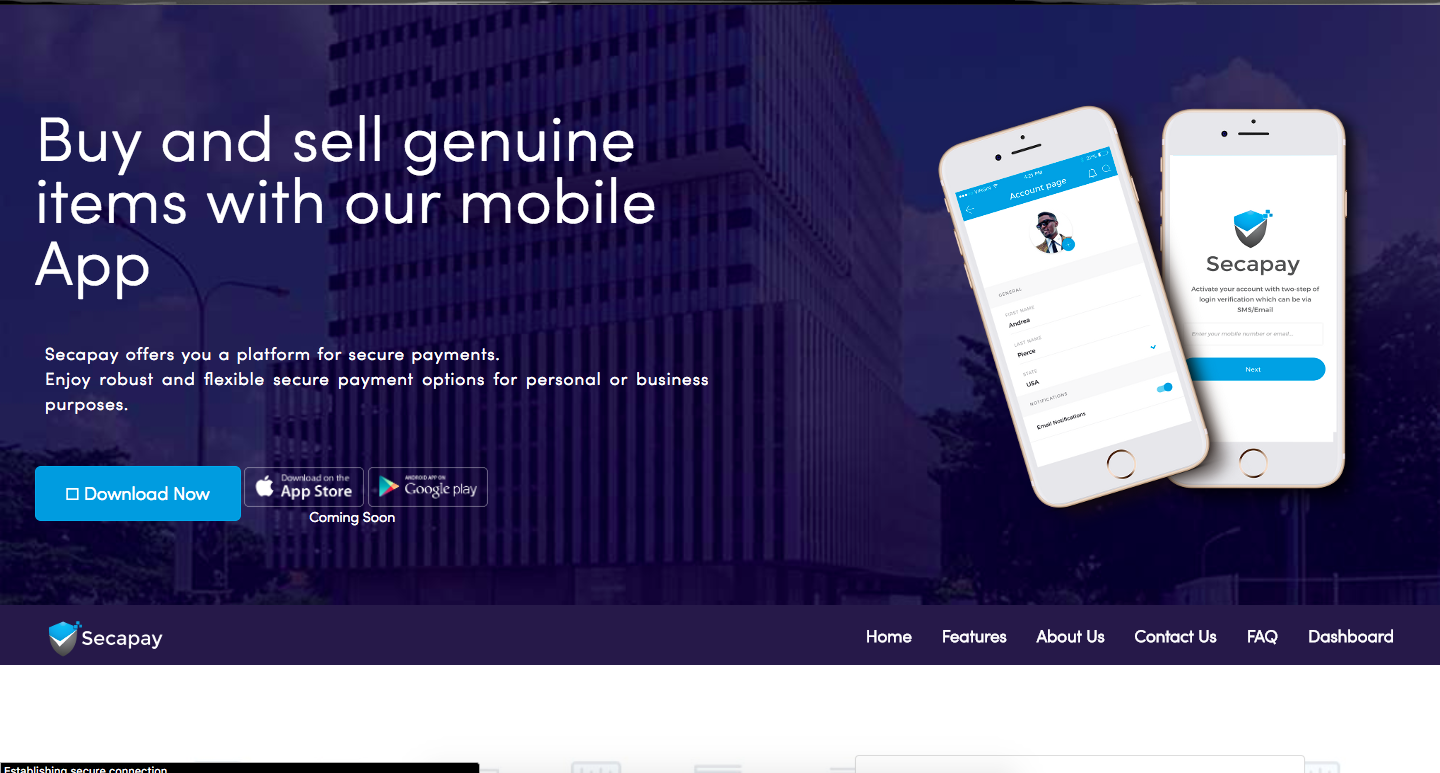 Buy and sell genuine
items with our mobile
App
Secapay offers you a platform for secure payments.
Enjoy robust and flexible secure payment options for personal or business
purposes.
Download Now
Download on the
App Store
ANDROID APP ON
Google play
Coming Soon
4:21 PM
Account page
GENERAL
FIRST NAME
Andrea
LAST NAME
Pierce
STATE
USA
NOTIFICATIONS
Email Notifications
Secapay
Activate your account with two-step of
login verification which can be via
SMS/Email
Enter your mobile number or email...
Next
Secapay
Home Features About Us Contact Us FAQ Dashboard
Establishing secure connection